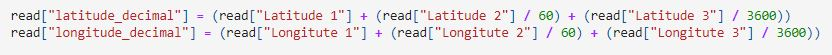 read["latitude_decimal"] = (read["Latitude 1"] + (read["Latitude 2"] / 60) + (read["Latitude 3"] / 3600))
read["longitude_decimal"] = (read["Longitute 1"] + (read["Longitute 2"] / 60) + (read["Longitute 3"] / 3600))